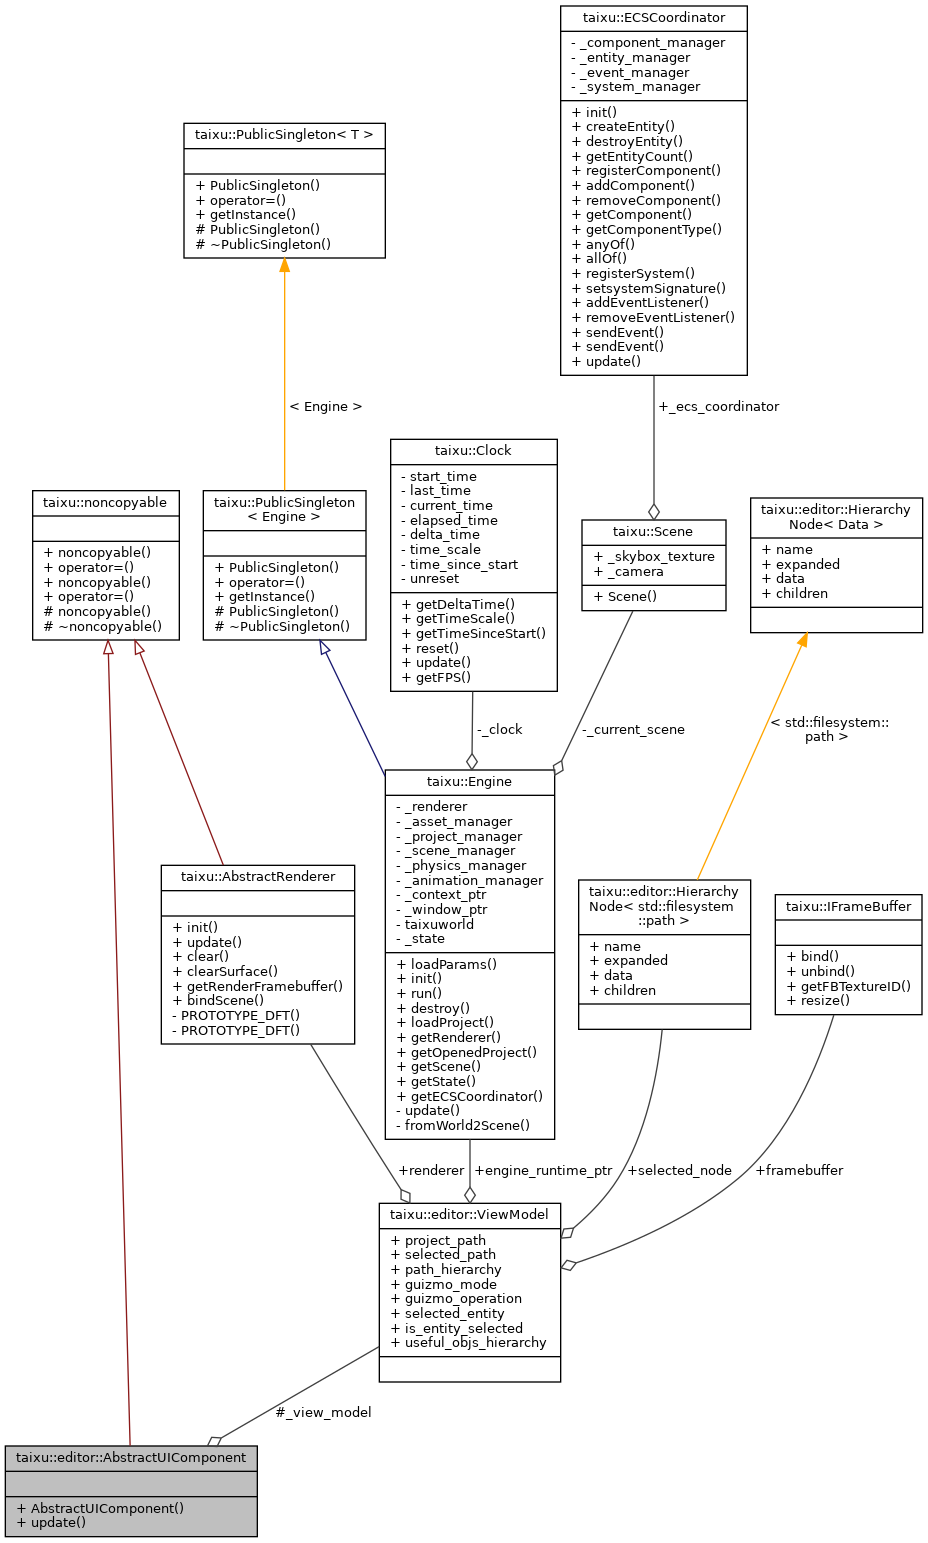 taixu::ECSCoordinator
- _component_manager
- _entity_manager
- _event_manager
- _system_manager
+ init()
+ createEntity()
+ destroyEntity()
+ getEntityCount()
+ registerComponent()
+ addComponent()
+ removeComponent()
+ getComponent()
+ getComponentType()
+ anyOf()
+ allOf()
+ registerSystem()
+ setsystemSignature()
+ addEventListener()
+ removeEventListener()
+ sendEvent()
+ sendEvent()
+ update()
taixu::PublicSingleton< T >
+ PublicSingleton()
+ operator=()
+ getInstance()
# PublicSingleton()
# ~PublicSingleton()
< Engine >
+_ecs_coordinator
taixu::Clock
- start_time
- last_time
- current_time
- elapsed_time
- delta_time
- time_scale
- time_since_start
- unreset
+ getDeltaTime()
+ getTimeScale()
+ getTimeSinceStart()
+ reset()
+ update()
+ getFPS()
taixu::noncopyable
+ noncopyable()
+ operator=()
+ noncopyable()
+ operator=()
# noncopyable()
# ~noncopyable()
taixu::PublicSingleton
< Engine >
+ PublicSingleton()
+ operator=()
+ getInstance()
# PublicSingleton()
# ~PublicSingleton()
taixu::Scene
+ _skybox_texture
+ _camera
+ Scene()
taixu::editor::Hierarchy
Node< Data >
+ name
+ expanded
+ data
+ children
-_clock
-_current_scene
< std::filesystem::
path >
taixu::Engine
- _renderer
- _asset_manager
- _project_manager
- _scene_manager
- _physics_manager
- _animation_manager
- _context_ptr
- _window_ptr
- taixuworld
- _state
+ loadParams()
+ init()
+ run()
+ destroy()
+ loadProject()
+ getRenderer()
+ getOpenedProject()
+ getScene()
+ getState()
+ getECSCoordinator()
- update()
- fromWorld2Scene()
taixu::AbstractRenderer
+ init()
+ update()
+ clear()
+ clearSurface()
+ getRenderFramebuffer()
+ bindScene()
- PROTOTYPE_DFT()
- PROTOTYPE_DFT()
taixu::editor::Hierarchy
Node< std::filesystem
::path >
+ name
+ expanded
+ data
+ children
taixu::IFrameBuffer
+ bind()
+ unbind()
+ getFBTextureID()
+ resize()
+renderer
+engine_runtime_ptr
+selected_node
+framebuffer
taixu::editor::ViewModel
+ project_path
+ selected_path
+ path_hierarchy
+ guizmo_mode
+ guizmo_operation
+ selected_entity
+ is_entity_selected
+ useful_objs_hierarchy
#_view_model
taixu::editor::AbstractUIComponent
+ AbstractUIComponent()
+ update()